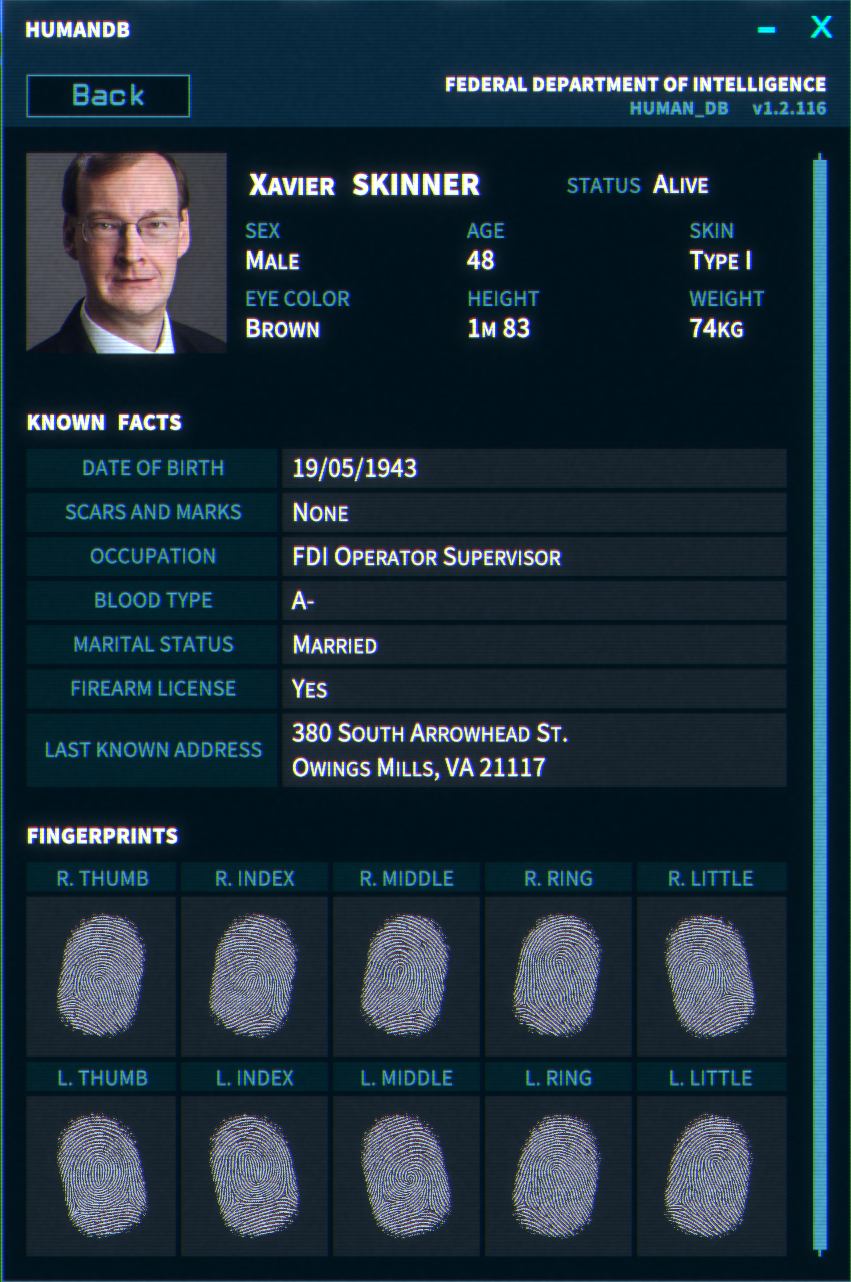 HUMANDB
– X
Back
FEDERAL DEPARTMENT OF INTELLIGENCE
HUMAN_DB v1.2.116
XAVIER SKINNER STATUS ALIVE
SEX AGE SKIN
MALE 48 TYPE I
EYE COLOR HEIGHT WEIGHT
BROWN 1M 83 74KG
KNOWN FACTS
DATE OF BIRTH 19/05/1943
SCARS AND MARKS NONE
OCCUPATION FDI OPERATOR SUPERVISOR
BLOOD TYPE A-
MARITAL STATUS MARRIED
FIREARM LICENSE YES
LAST KNOWN ADDRESS 380 SOUTH ARROWHEAD ST.
OWINGS MILLS, VA 21117
FINGERPRINTS
R. THUMB R. INDEX R. MIDDLE R. RING R. LITTLE
L. THUMB L. INDEX L. MIDDLE L. RING L. LITTLE